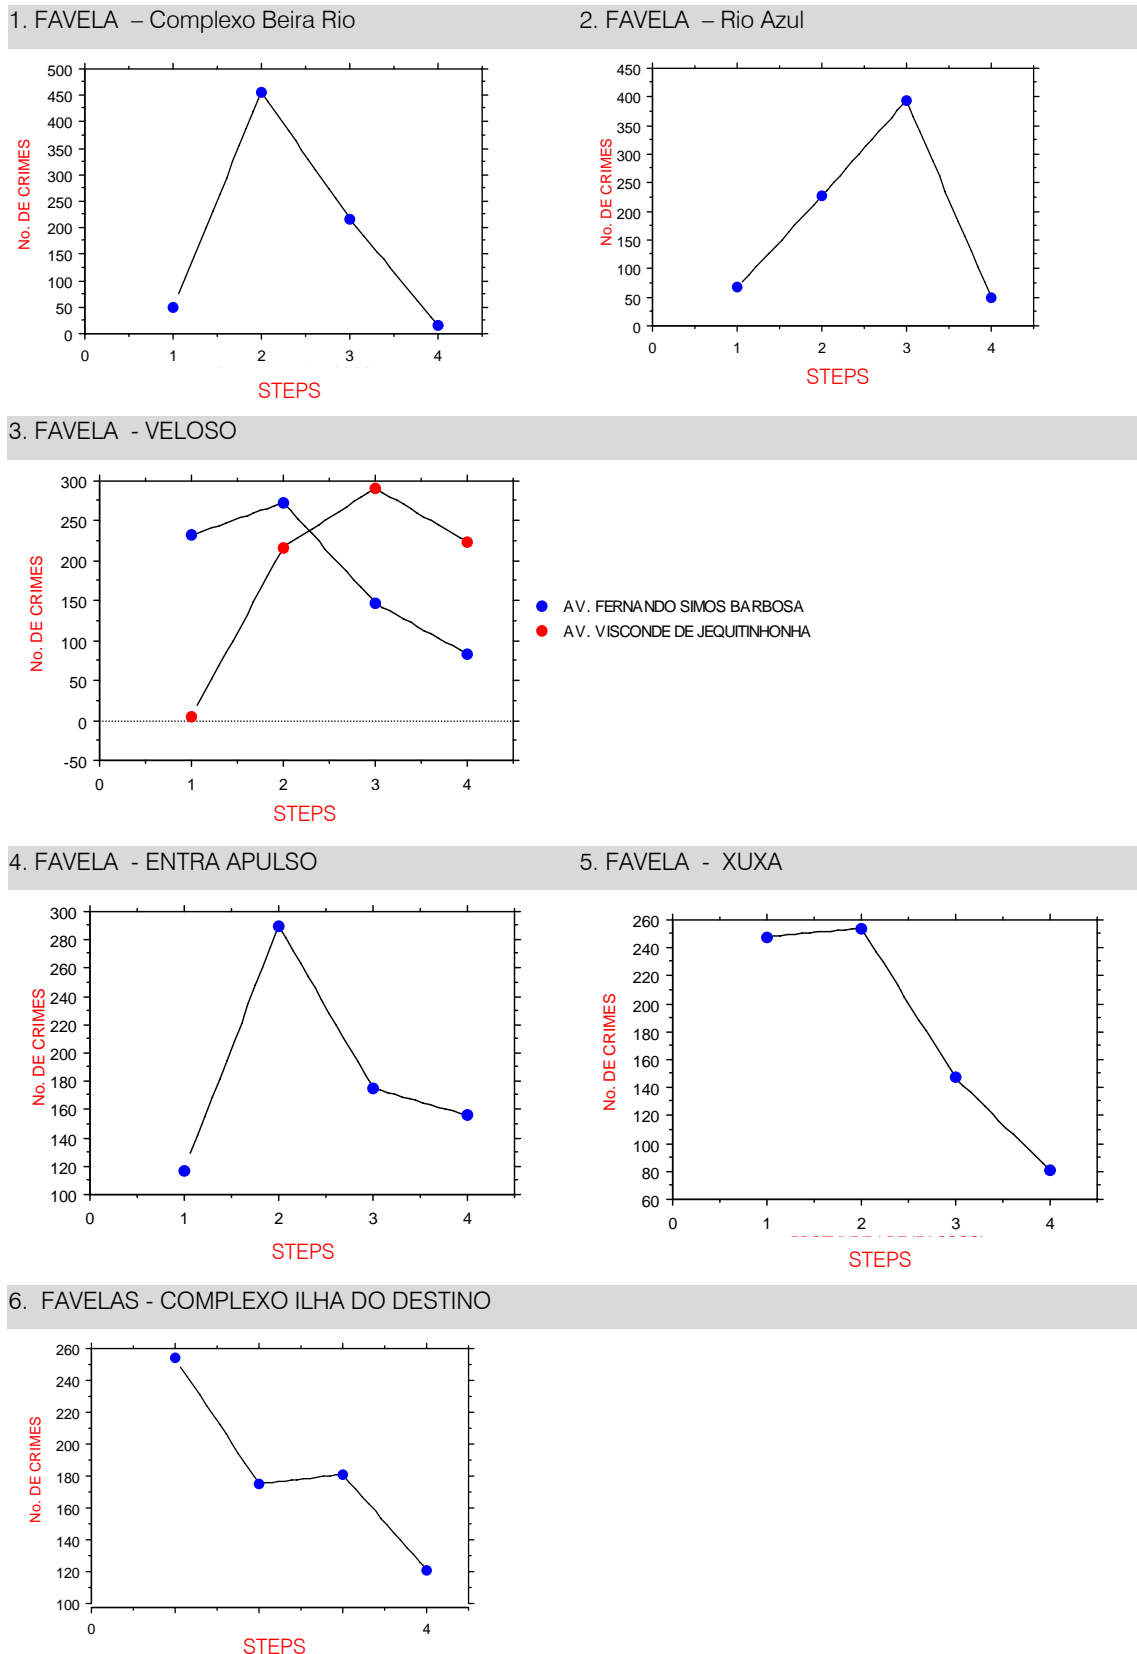 1. FAVELA – Complexo Beira Rio
2. FAVELA – Rio Azul
500
450
400
350
300
250
200
150
100
50
0
No. DE CRIMES
0 1 2 3 4
STEPS
450
400
350
300
250
200
150
100
50
0
No. DE CRIMES
0 1 2 3 4
STEPS
3. FAVELA - VELOSO
300
250
200
150
100
50
0
-50
No. DE CRIMES
0 1 2 3 4
STEPS
AV. FERNANDO SIMOS BARBOSA
AV. VISCONDE DE JEQUITINHONHA
4. FAVELA - ENTRA APULSO
5. FAVELA - XUXA
300
280
260
240
220
200
180
160
140
120
100
No. DE CRIMES
0 1 2 3 4
STEPS
260
240
220
200
180
160
140
120
100
80
60
No. DE CRIMES
0 1 2 3 4
STEPS
6. FAVELAS - COMPLEXO ILHA DO DESTINO
260
240
220
200
180
160
140
120
100
No. DE CRIMES
0 4
STEPS